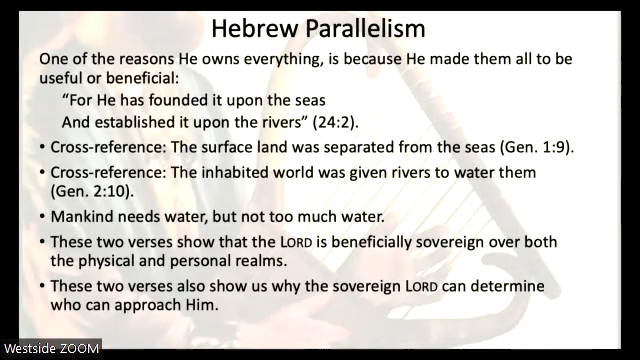 Hebrew Parallelism
One of the reasons He owns everything, is because He made them all to be
useful or beneficial:
“For He has founded it upon the seas
And established it upon the rivers” (24:2).
• Cross-reference: The surface land was separated from the seas (Gen. 1:9).
• Cross-reference: The inhabited world was given rivers to water them
(Gen. 2:10).
• Mankind needs water, but not too much water.
• These two verses show that the LORD is beneficially sovereign over both
the physical and personal realms.
• These two verses also show us why the sovereign LORD can determine
who can approach Him.
Westside ZOOM